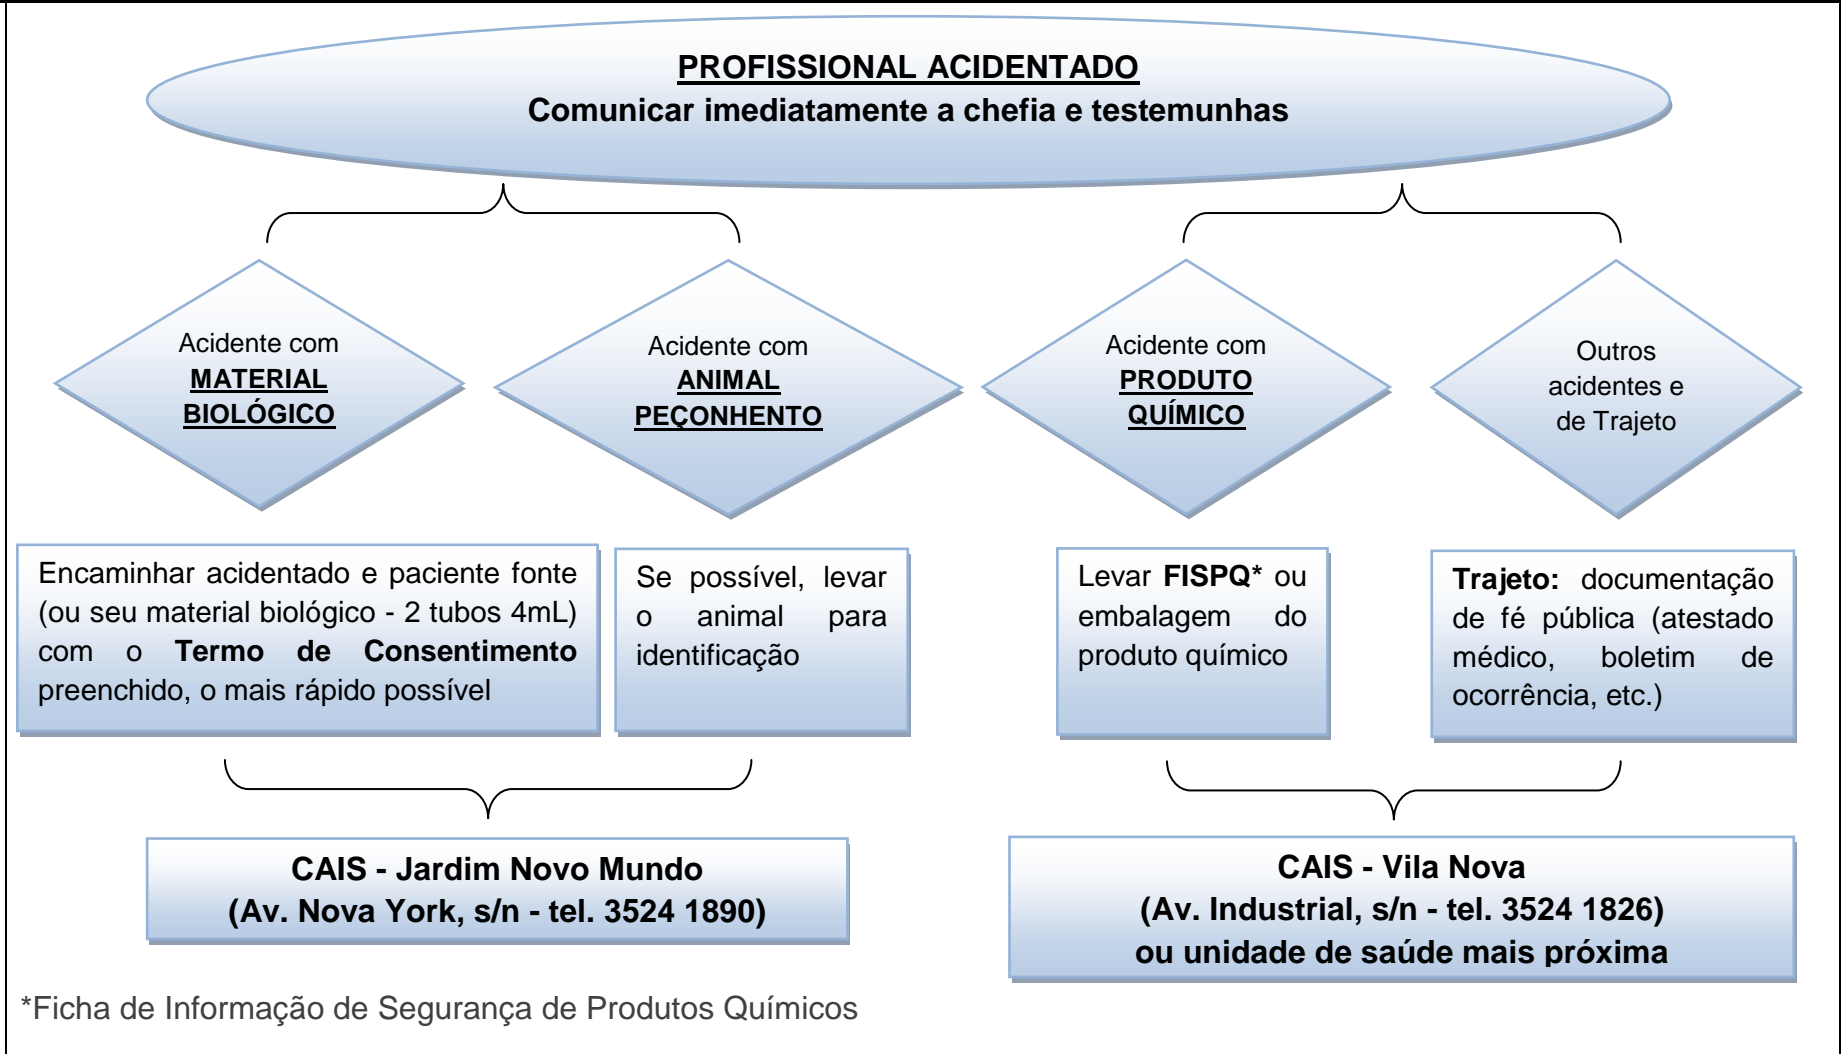 PROFISSIONAL ACIDENTADO
Comunicar imediatamente a chefia e testemunhas
Acidente com
MATERIAL
BIOLÓGICO
Acidente com
ANIMAL
PEÇONHENTO
Acidente com
PRODUTO
QUÍMICO
Outros
acidentes e
de Trajeto
Encaminhar acidentado e paciente fonte
(ou seu material biológico - 2 tubos 4mL)
com o Termo de Consentimento
preenchido, o mais rápido possível
Se possível, levar
o animal para
identificação
Levar FISPQ* ou
embalagem do
produto químico
Trajeto: documentação
de fé pública (atestado
médico, boletim de
ocorrência, etc.)
CAIS - Jardim Novo Mundo
(Av. Nova York, s/n - tel. 3524 1890)
CAIS - Vila Nova
(Av. Industrial, s/n - tel. 3524 1826)
ou unidade de saúde mais próxima
*Ficha de Informação de Segurança de Produtos Químicos